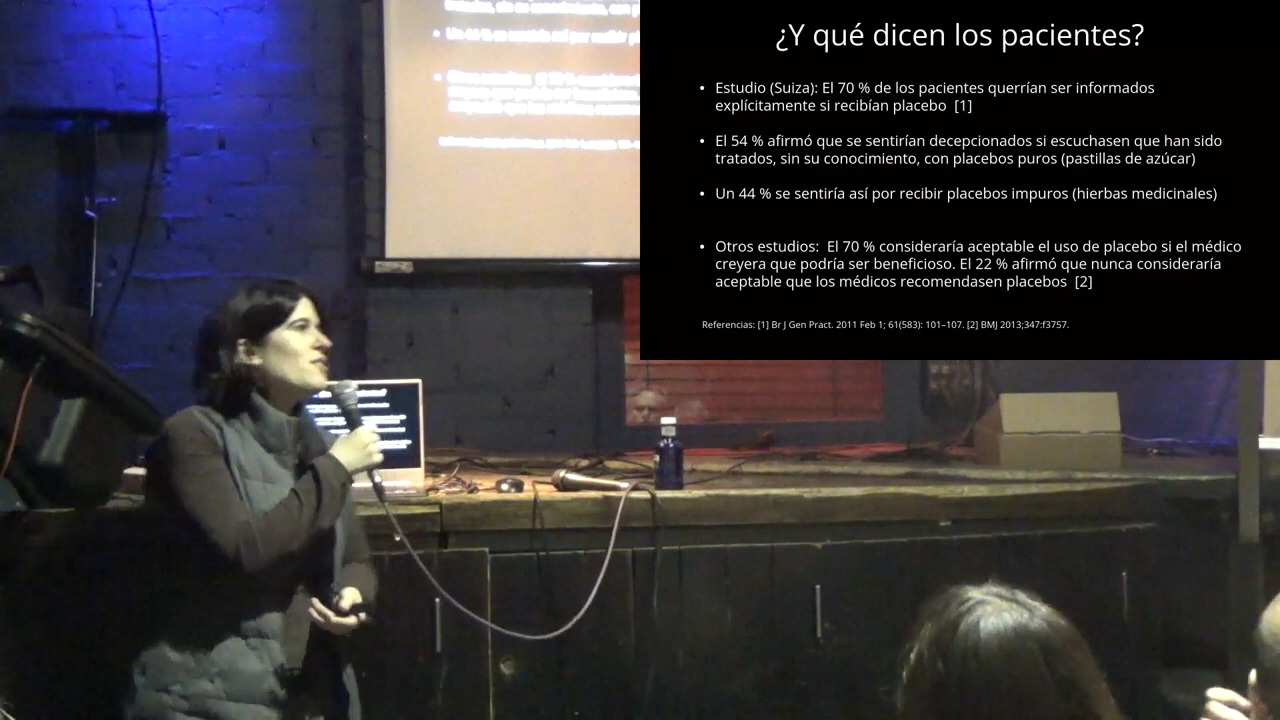 ¿Y qué dicen los pacientes?
• Estudio (Suiza): El 70 % de los pacientes querrían ser informados
explícitamente si recibían placebo [1]
• El 54 % afirmó que se sentirían decepcionados si escuchasen que han sido
tratados, sin su conocimiento, con placebos puros (pastillas de azúcar)
• Un 44 % se sentiría así por recibir placebos impuros (hierbas medicinales)
• Otros estudios: El 70 % consideraría aceptable el uso de placebo si el médico
creyera que podría ser beneficioso. El 22 % afirmó que nunca consideraría
aceptable que los médicos recomendasen placebos [2]
Referencias: [1] Br J Gen Pract. 2011 Feb 1; 61(583): 101–107. [2] BMJ 2013;347:f3757.